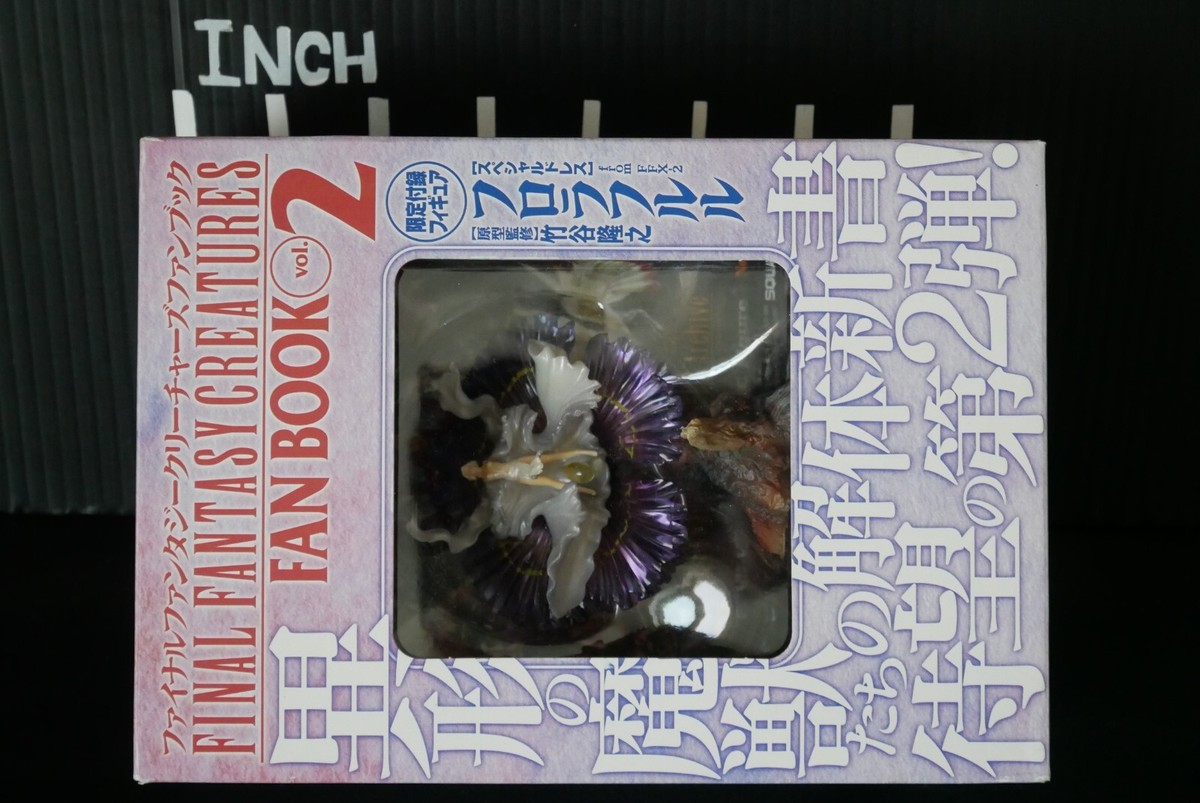 INCH
ファイナルファンタジークリーチャーズファンブック
FINAL FANTASY CREATURES
FAN BOOK vol. 2
限定付録
フィギュア
[スペシャルドレス] from FFX-2
フロラフルル
[原型監修]竹谷隆之
異形の魔獣たちの解体新書
待望の第2弾!